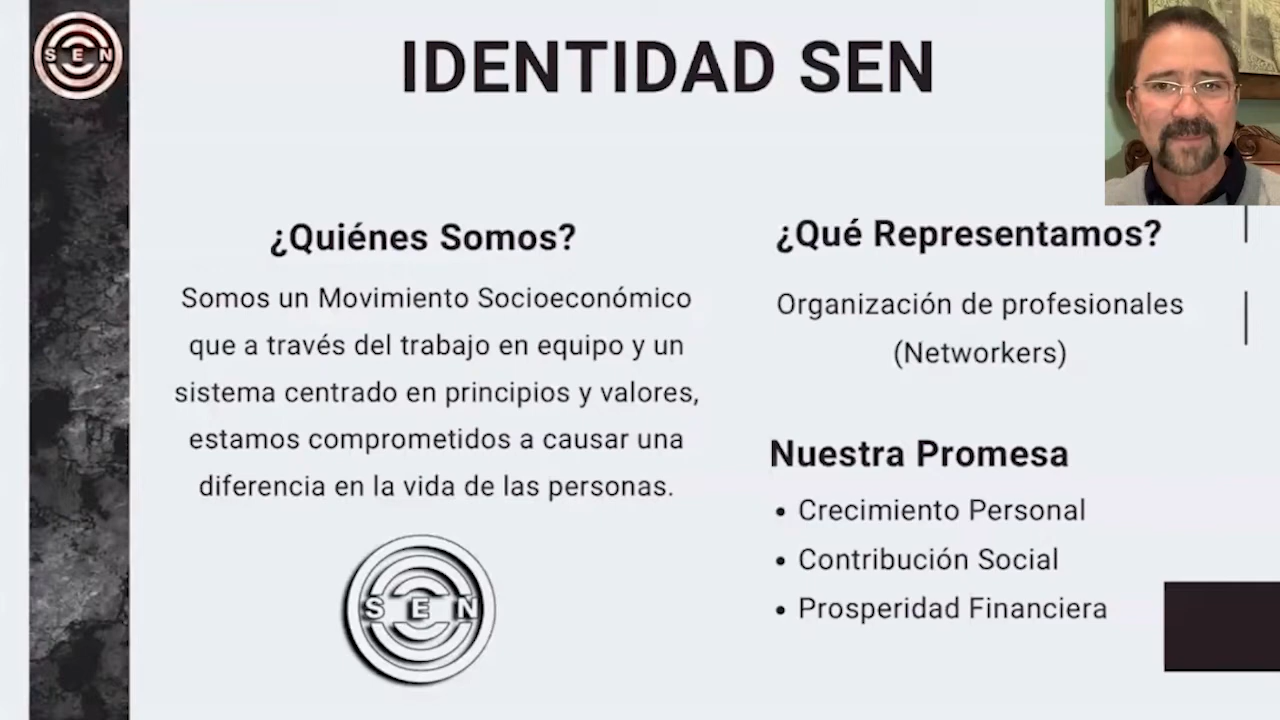 SEN
IDENTIDAD SEN
¿Quiénes Somos?
Somos un Movimiento Socioeconómico
que a través del trabajo en equipo y un
sistema centrado en principios y valores,
estamos comprometidos a causar una
diferencia en la vida de las personas.
SEN
¿Qué Representamos?
Organización de profesionales
(Networkers)
Nuestra Promesa
• Crecimiento Personal
• Contribución Social
• Prosperidad Financiera